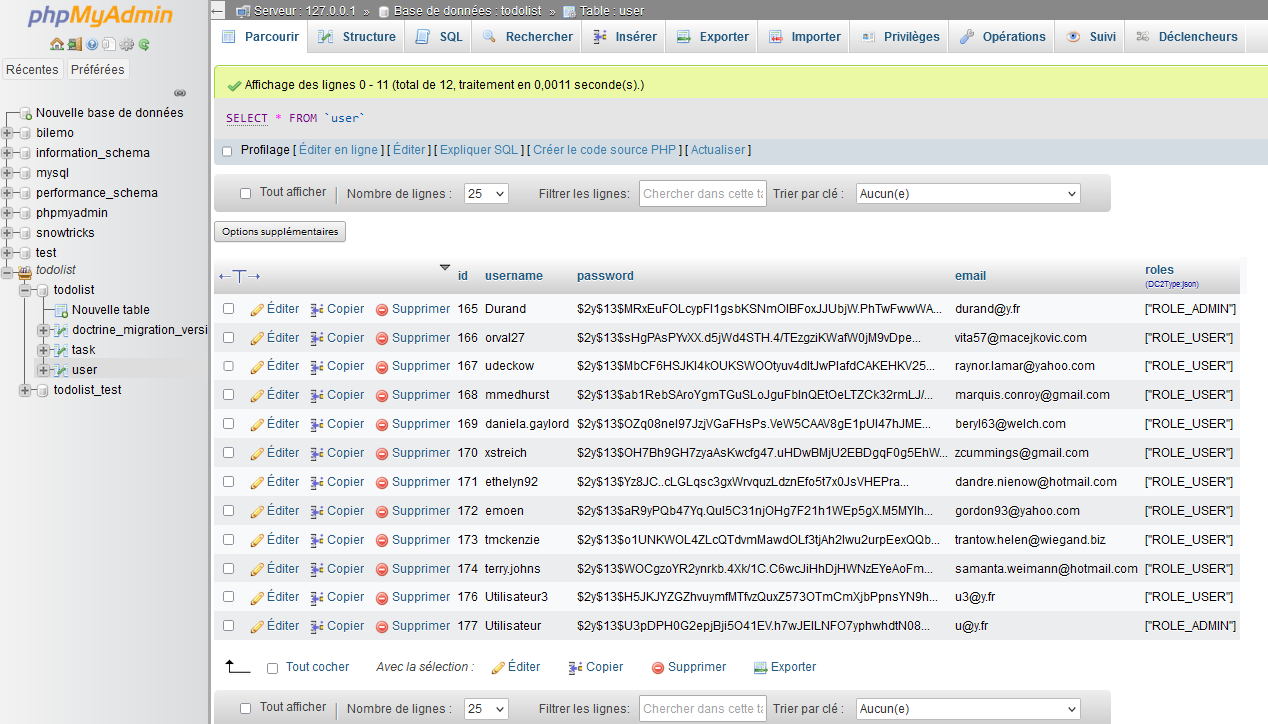 phpMyAdmin
Récentes Préférées
Nouvelle base de données
bilemo
information_schema
mysql
performance_schema
phpmyadmin
snowtricks
test
todolist
todolist
Nouvelle table
doctrine_migration_versi
task
user
todolist_test
Serveur : 127.0.0.1 » Base de données : todolist » Table : user
Parcourir Structure SQL Rechercher Insérer Exporter Importer Privilèges Opérations Suivi Déclencheurs
Affichage des lignes 0 - 11 (total de 12, traitement en 0,0011 seconde(s).)
SELECT * FROM `user`
Profilage [ Éditer en ligne ] [ Éditer ] [ Expliquer SQL ] [ Créer le code source PHP ] [ Actualiser ]
Tout afficher Nombre de lignes : 25 Filtrer les lignes: Chercher dans cette ta Trier par clé : Aucun(e)
Options supplémentaires
←T→ id username password email roles
(DC2Type:json)
Éditer Copier Supprimer 165 Durand $2y$13$MRxEuFOLcypFl1gsbKSNmOIBFoxJJUbjW.PhTwFwwWA... durand@y.fr ["ROLE_ADMIN"]
Éditer Copier Supprimer 166 orval27 $2y$13$sHgPAsPYvXX.d5jWd4STH.4/TEzgziKWafW0jM9vDpe... vita57@macejkovic.com ["ROLE_USER"]
Éditer Copier Supprimer 167 udeckow $2y$13$MbCF6HSJKl4kOUKSWOOtyuv4dltJwPlafdCAKEHKV25... raynor.lamar@yahoo.com ["ROLE_USER"]
Éditer Copier Supprimer 168 mmedhurst $2y$13$ab1RebSAroYgmTGuSLoJguFbInQEtOeLTZCk32rmLJ/... marquis.conroy@gmail.com ["ROLE_USER"]
Éditer Copier Supprimer 169 daniela.gaylord $2y$13$OZq08nel97JzjVGaFHsPs.VeW5CAAV8gE1pUl47hJME... beryl63@welch.com ["ROLE_USER"]
Éditer Copier Supprimer 170 xstreich $2y$13$OH7Bh9GH7zyaAsKwcfg47.uHDwBMjU2EBDgqF0g5EhW... zcummings@gmail.com ["ROLE_USER"]
Éditer Copier Supprimer 171 ethelyn92 $2y$13$Yz8JC..cLGLqsc3gxWrvquzLdznEfo5t7x0JsVHEPra... dandre.nienow@hotmail.com ["ROLE_USER"]
Éditer Copier Supprimer 172 emoen $2y$13$aR9yPQb47Yq.Qul5C31njOHg7F21h1WEp5gX.M5MYlh... gordon93@yahoo.com ["ROLE_USER"]
Éditer Copier Supprimer 173 tmckenzie $2y$13$o1UNKWOL4ZLcQTdvmMawdOLf3tjAh2lwu2urpEexQQb... trantow.helen@wiegand.biz ["ROLE_USER"]
Éditer Copier Supprimer 174 terry.johns $2y$13$WOCgzoYR2ynrkb.4Xk/1C.C6wcJiHhDjHWNzEYeAoFm... samanta.weimann@hotmail.com ["ROLE_USER"]
Éditer Copier Supprimer 176 Utilisateur3 $2y$13$H5JKJYZGZhvuymfMTfvzQuxZ573OTmCmXjbPpnsYN9h... u3@y.fr ["ROLE_USER"]
Éditer Copier Supprimer 177 Utilisateur $2y$13$U3pDPH0G2epjBji5O41EV.h7wJElLNFO7yphwhdtN08... u@y.fr ["ROLE_ADMIN"]
Tout cocher Avec la sélection : Éditer Copier Supprimer Exporter
Tout afficher Nombre de lignes : 25 Filtrer les lignes: Chercher dans cette ta Trier par clé : Aucun(e)